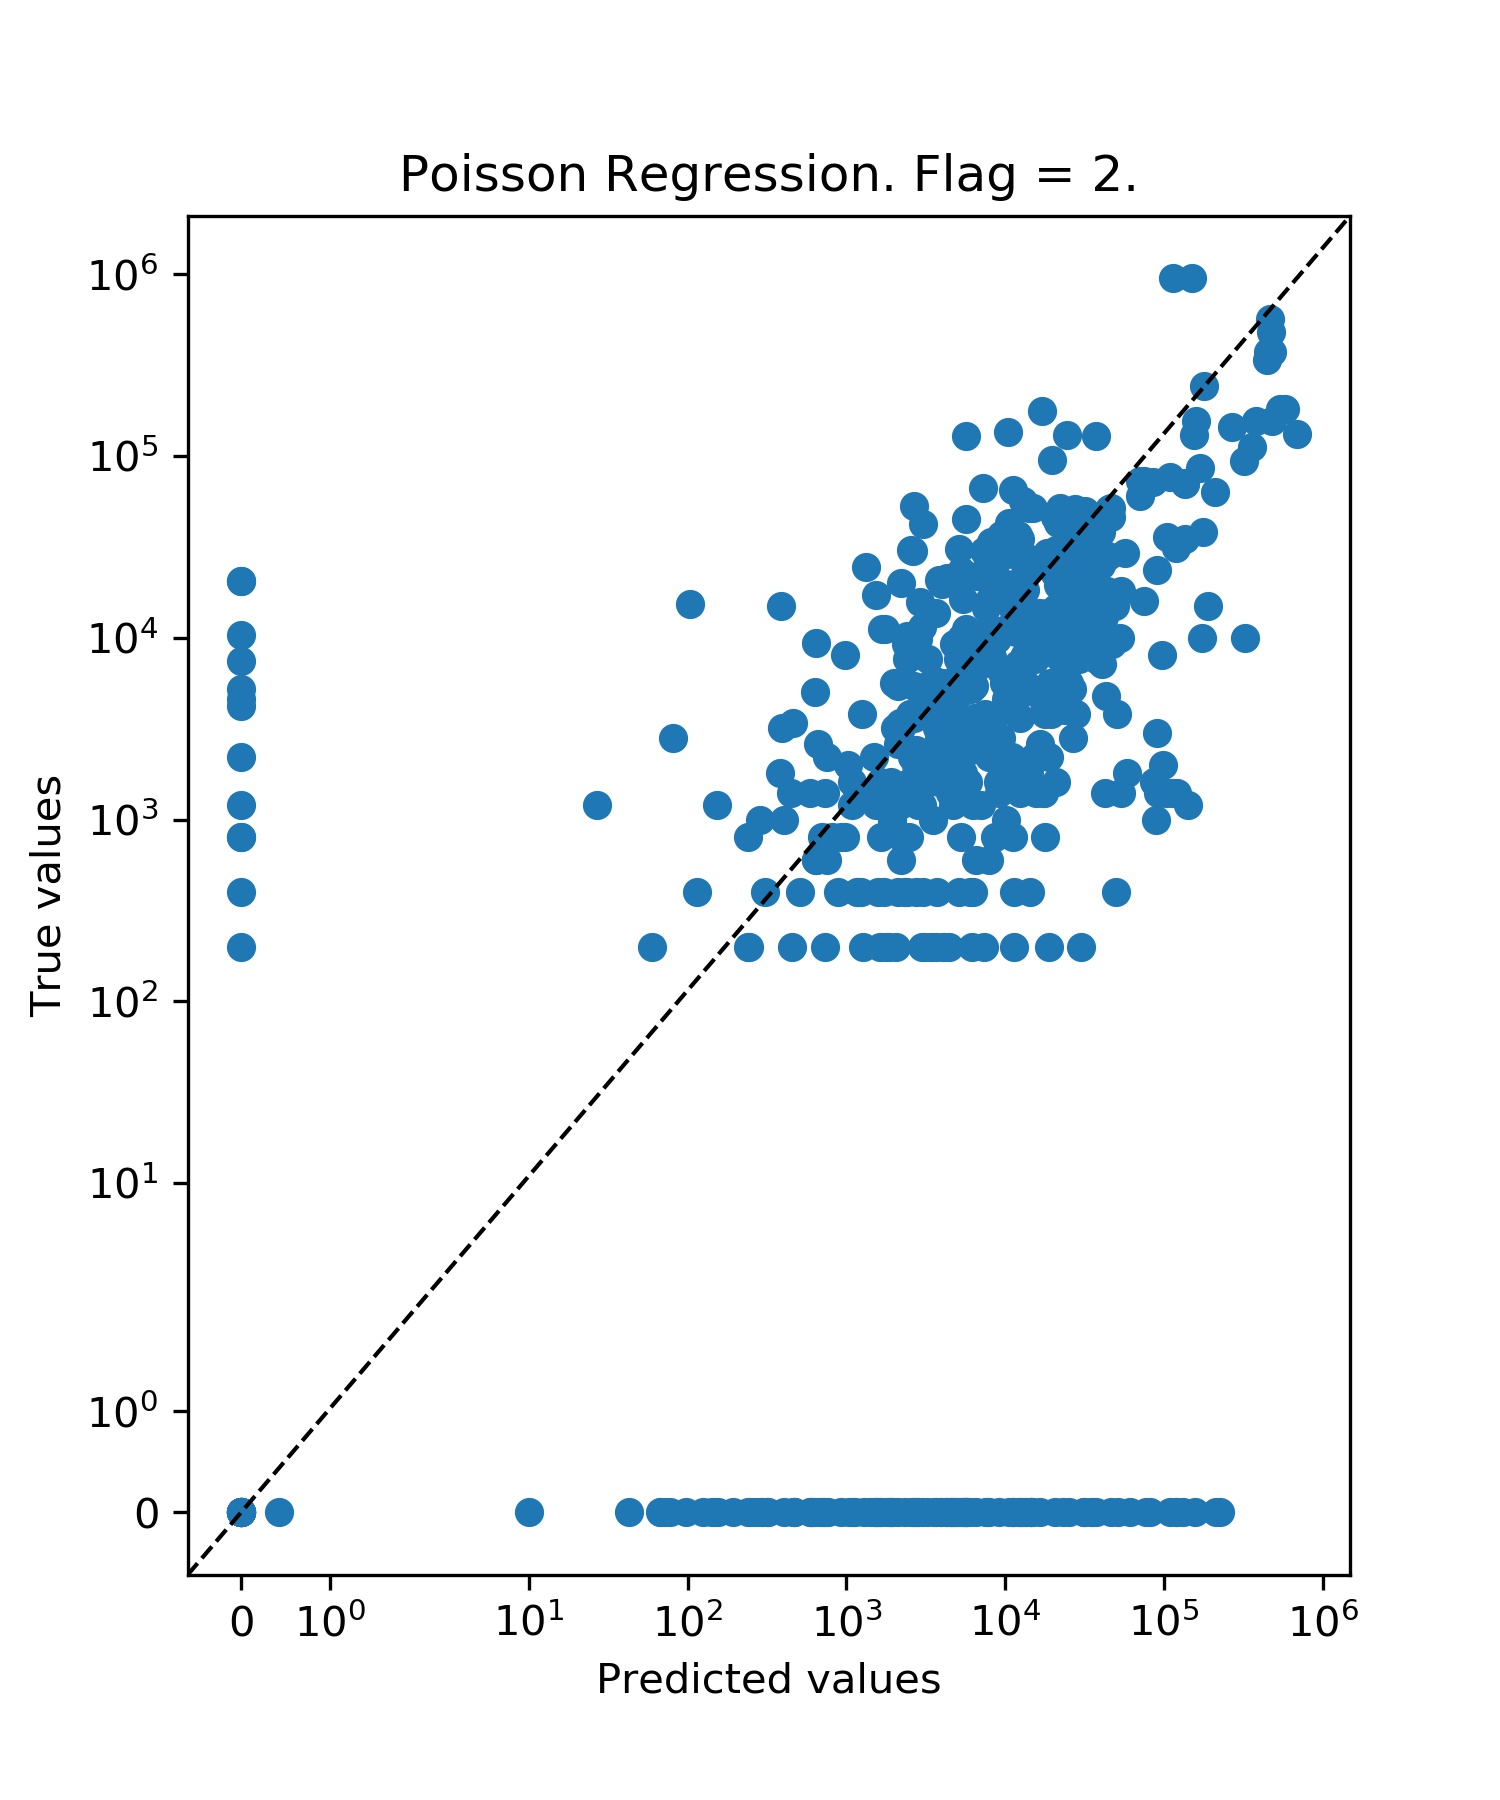 Poisson Regression. Flag = 2.
True values
10⁶
10⁵
10⁴
10³
10²
10¹
10⁰
0
0 10⁰ 10¹ 10² 10³ 10⁴ 10⁵ 10⁶
Predicted values